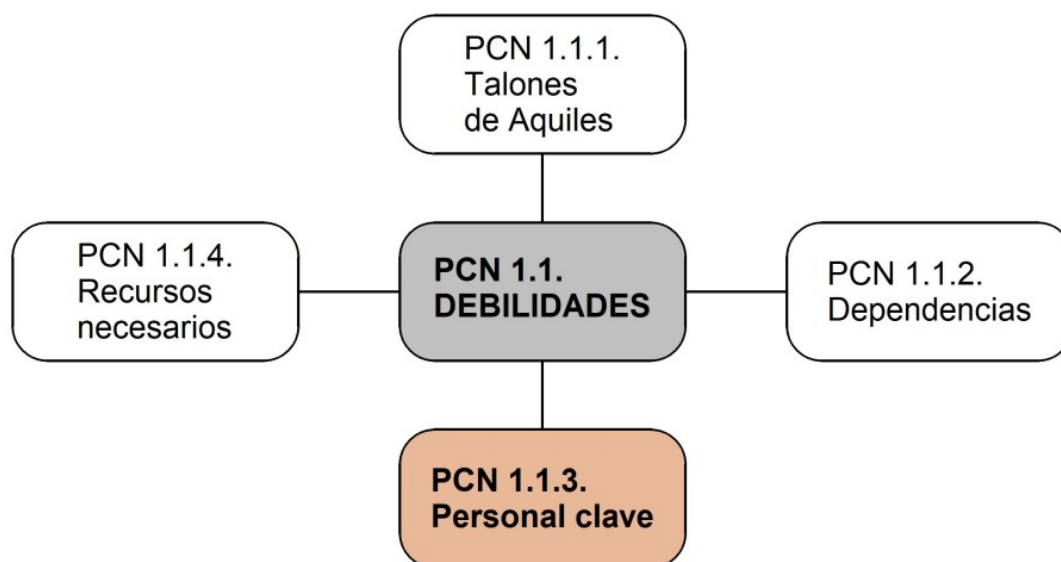 PCN 1.1.1.
Talones
de Aquiles
PCN 1.1.4.
Recursos
necesarios
PCN 1.1.
DEBILIDADES
PCN 1.1.2.
Dependencias
PCN 1.1.3.
Personal clave